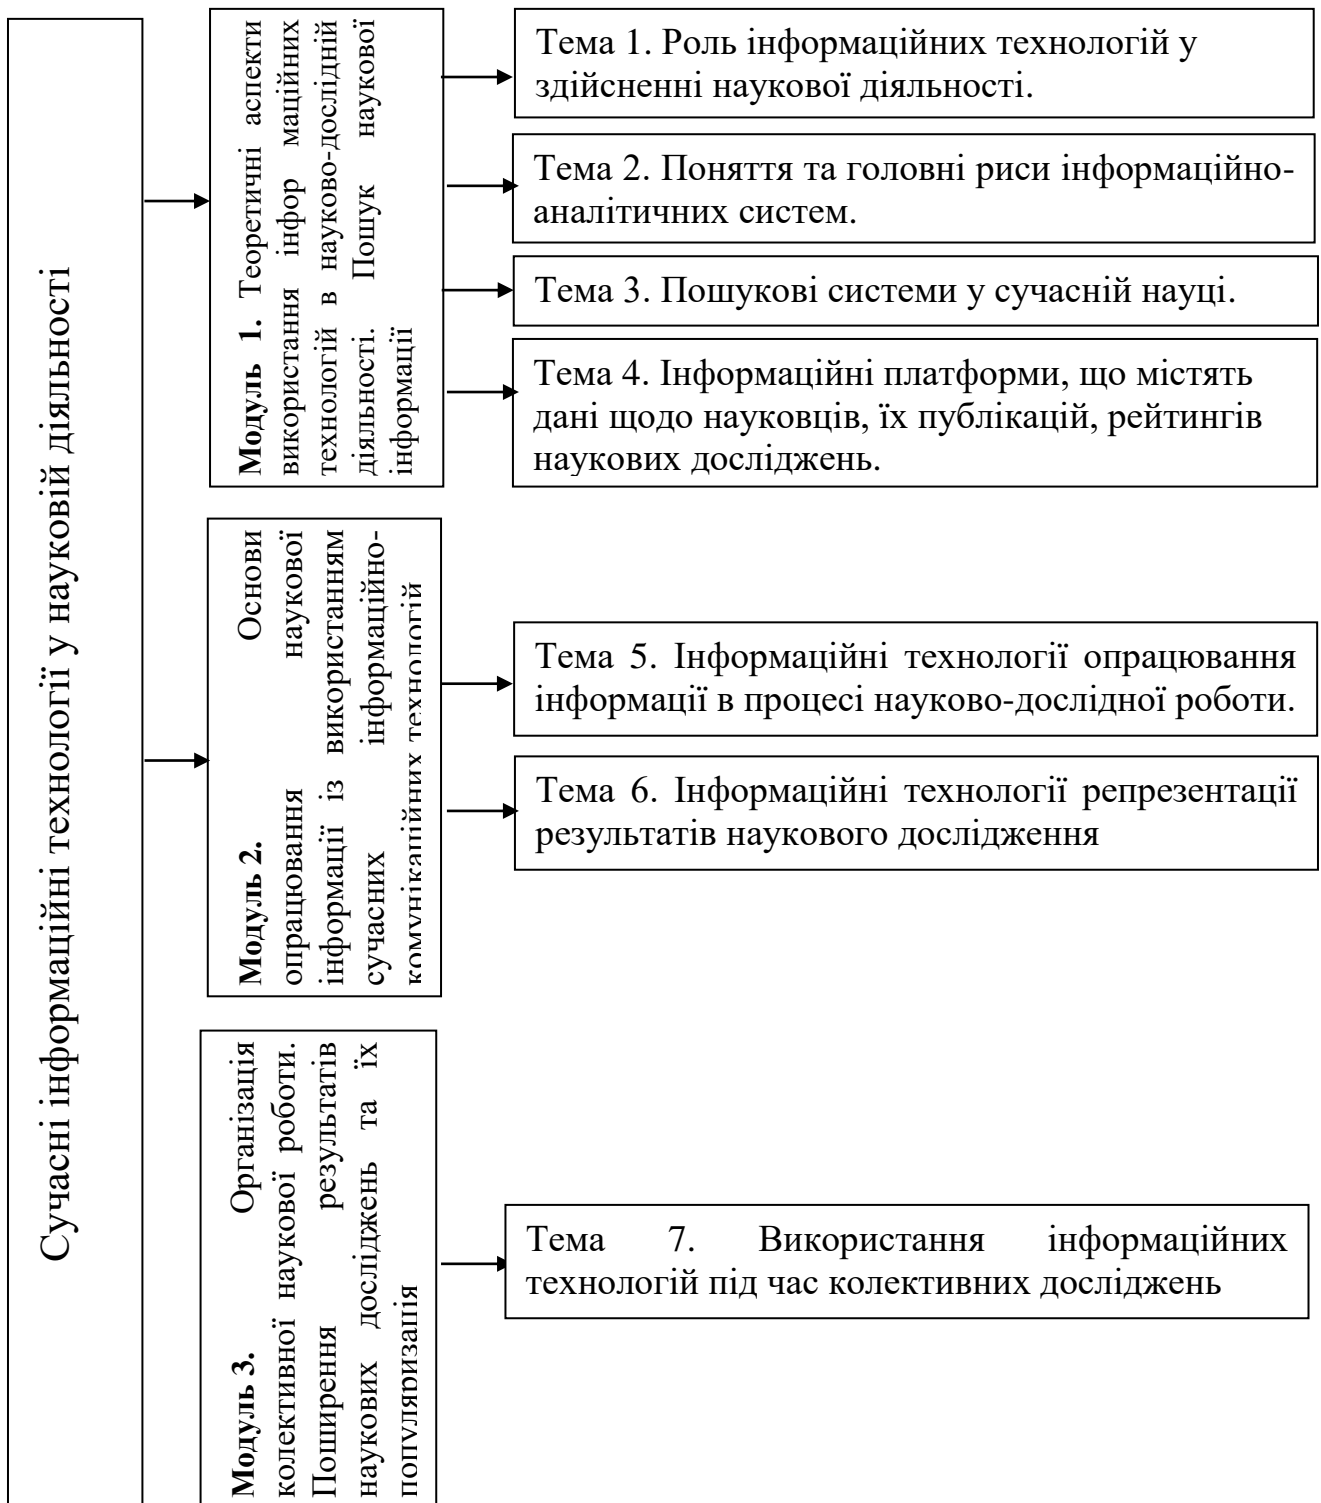 Сучасні інформаційні технології у науковій діяльності
Модуль 1. Теоретичні аспекти
використання інфор маційних
технологій в науково-дослідній
діяльності. Пошук наукової
інформації
Тема 1. Роль інформаційних технологій у
здійсненні наукової діяльності.
Тема 2. Поняття та головні риси інформаційно-
аналітичних систем.
Тема 3. Пошукові системи у сучасній науці.
Тема 4. Інформаційні платформи, що містять
дані щодо науковців, їх публікацій, рейтингів
наукових досліджень.
Модуль 2. Основи
опрацювання наукової
інформації із використанням
сучасних інформаційно-
комунікаційних технологій
Тема 5. Інформаційні технології опрацювання
інформації в процесі науково-дослідної роботи.
Тема 6. Інформаційні технології репрезентації
результатів наукового дослідження
Модуль 3. Організація
колективної наукової роботи.
Поширення результатів
наукових досліджень та їх
популяризація
Тема 7. Використання інформаційних
технологій під час колективних досліджень